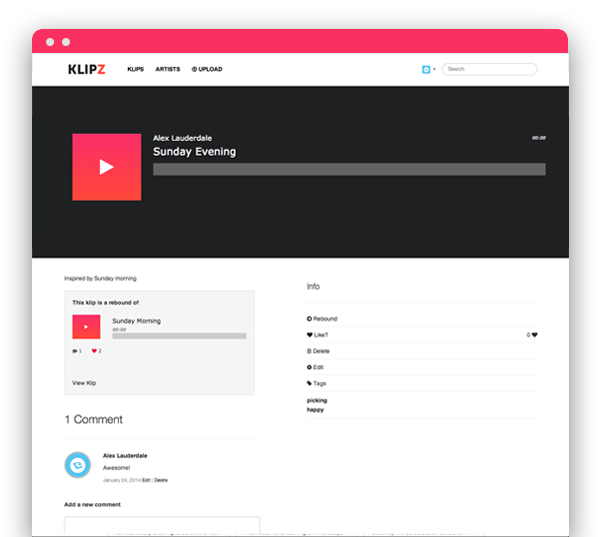 KLIPZ KLIPS ARTISTS UPLOAD Search
Alex Lauderdale 00:00
Sunday Evening
Inspired by Sunday morning
This klip is a rebound of
Sunday Morning
00:00
1 2
View Klip
1 Comment
Alex Lauderdale
Awesome!
January 24, 2014 Edit | Delete
Add a new comment
Info
Rebound
Like? 0
Delete
Edit
Tags
picking
happy